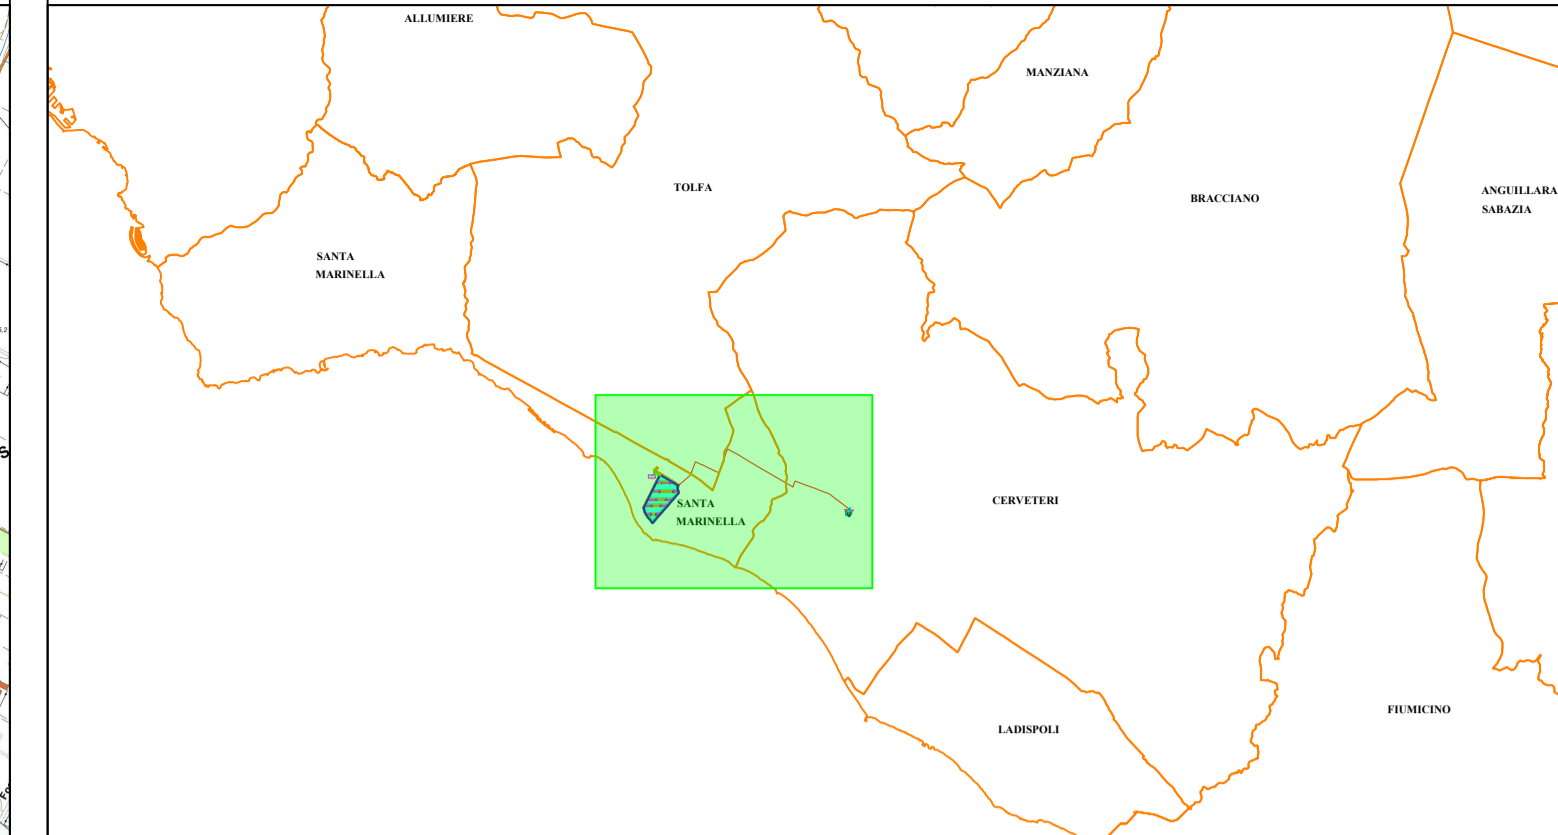 ALLUMIERE
MANZIANA
TOLFA
BRACCIANO
ANGUILLARA
SABAZIA
SANTA
MARINELLA
SANTA
MARINELLA
CERVETERI
LADISPOLI
FIUMICINO